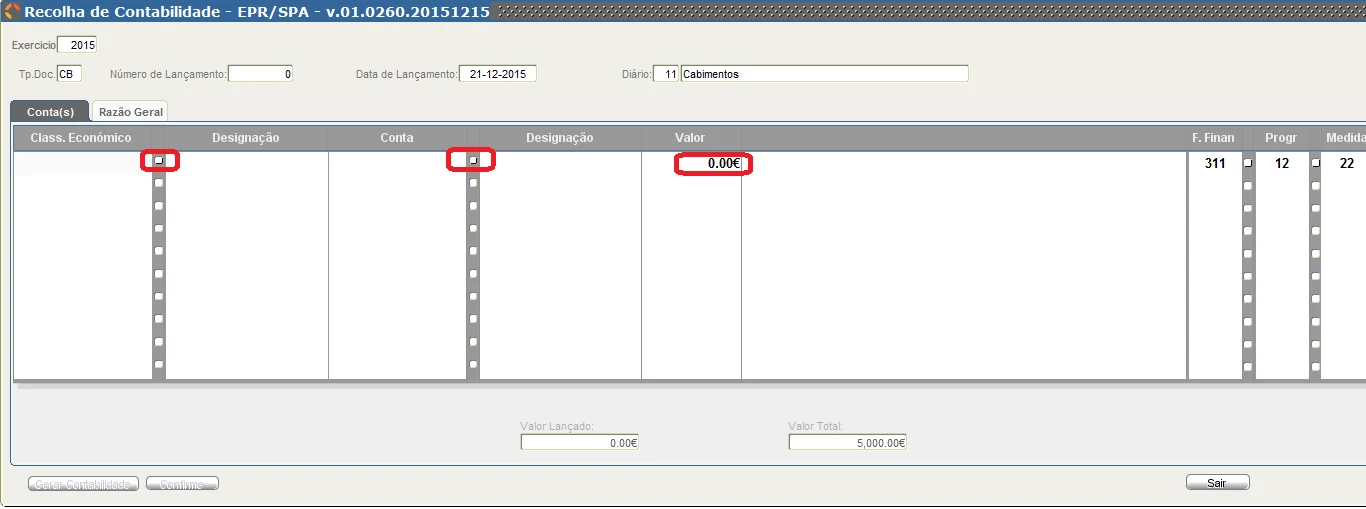 Recolha de Contabilidade - EPR/SPA - v.01.0260.20151215
Exercicio 2015
Tp.Doc. CB Número de Lançamento: 0 Data de Lançamento: 21-12-2015 Diário: 11 Cabimentos
Conta(s) Razão Geral
Class. Económico Designação Conta Designação Valor F. Finan Progr Medida
0.00€ 311 12 22
Valor Lançado: Valor Total:
0.00€ 5,000.00€
Gerar Contabilidade Confirme Sair